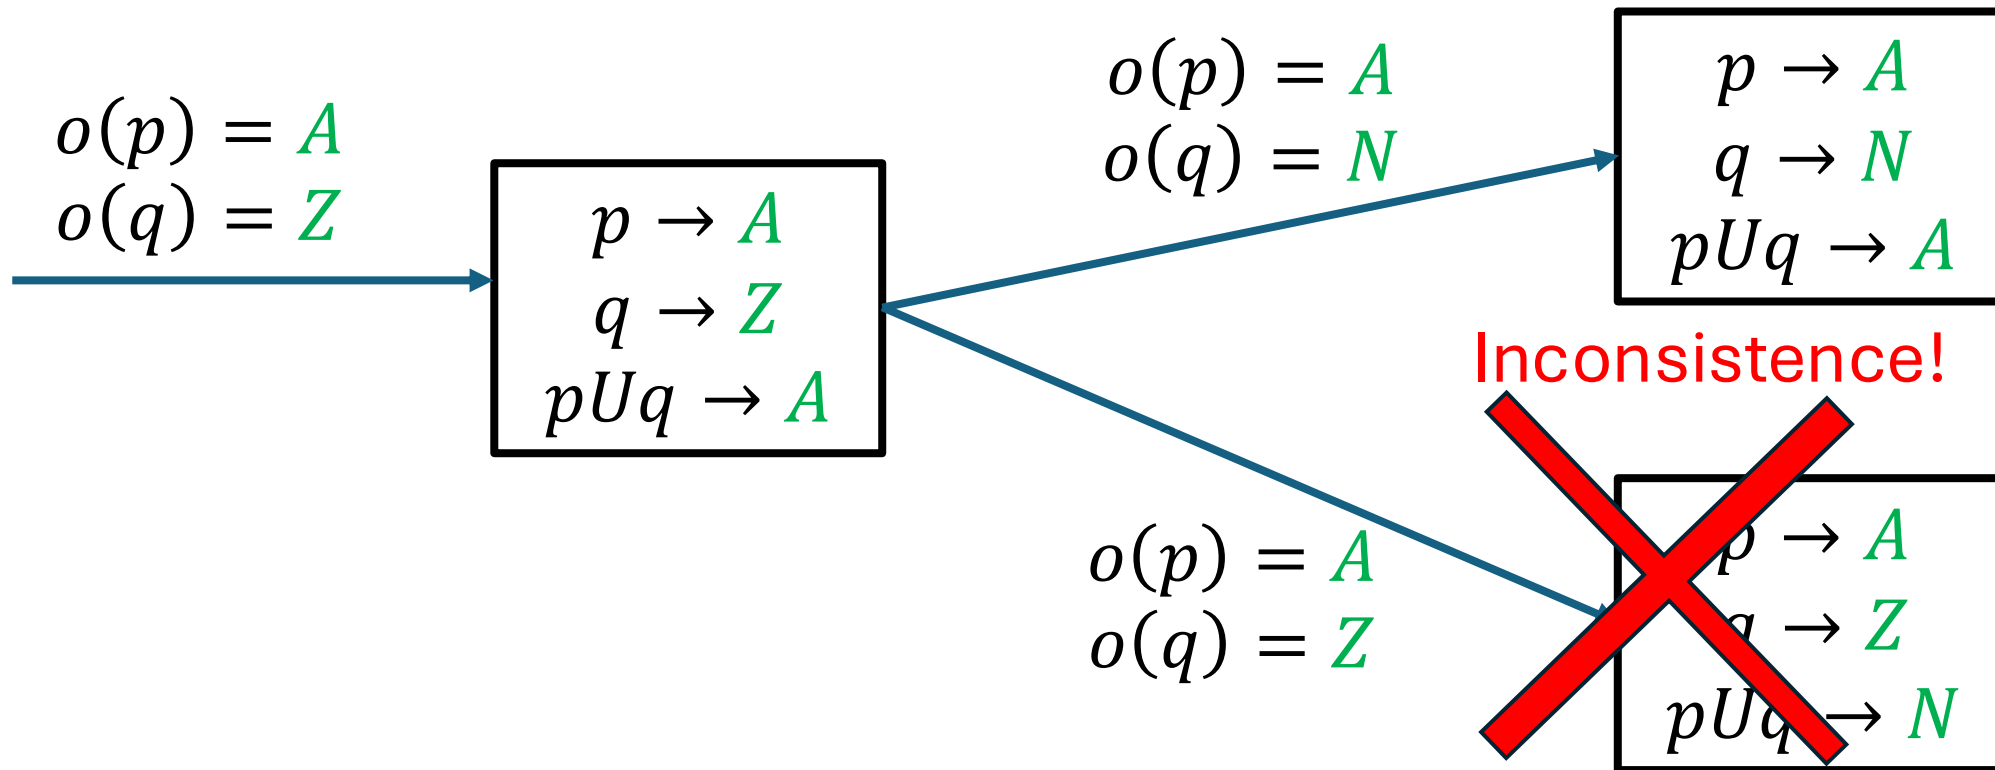 o(p) = A
o(q) = Z
p → A
q → Z
pUq → A
o(p) = A
o(q) = N
p → A
q → N
pUq → A
Inconsistence!
o(p) = A
o(q) = Z
p → A
q → Z
pUq → N